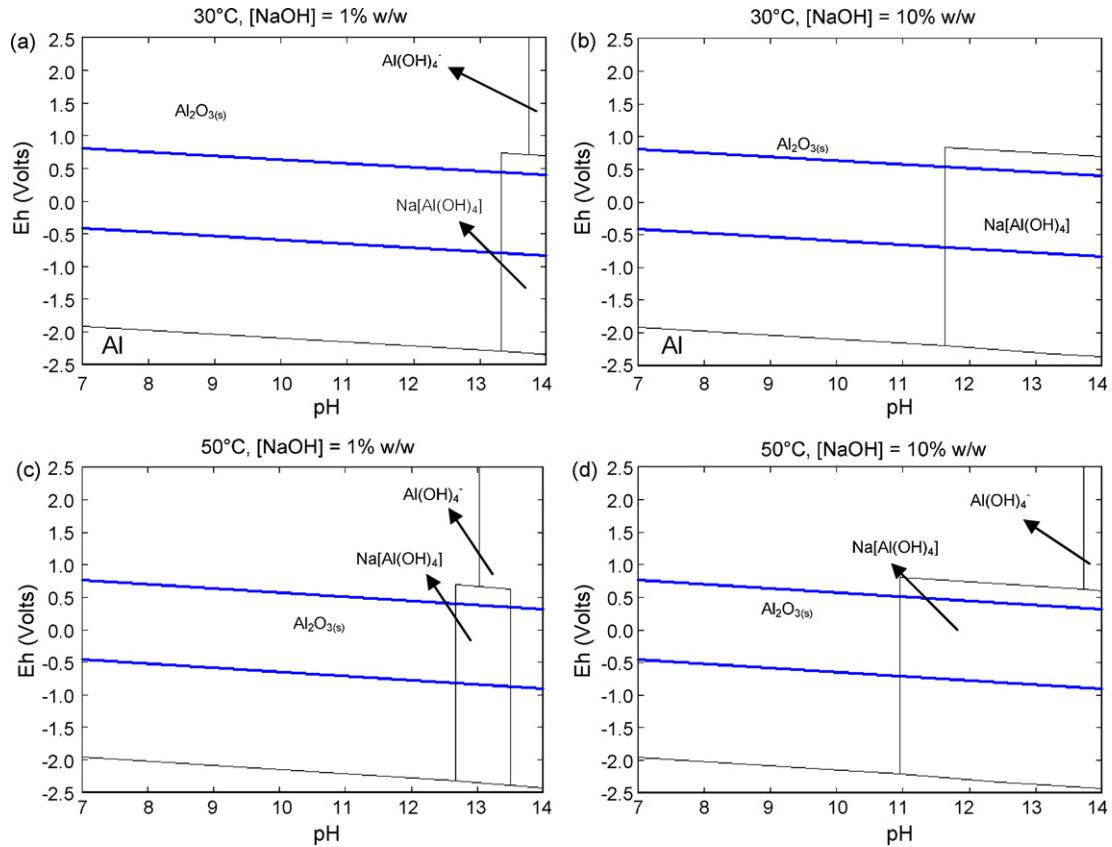 30°C, [NaOH] = 1% w/w
(a)
Al(OH)₄⁻
Al₂O₃₍ₛ₎
Na[Al(OH)₄]
Al
Eh (Volts)
2.5
2.0
1.5
1.0
0.5
0.0
-0.5
-1.0
-1.5
-2.0
-2.5
7 8 9 10 11 12 13 14
pH
30°C, [NaOH] = 10% w/w
(b)
Al₂O₃₍ₛ₎
Na[Al(OH)₄]
Al
Eh (Volts)
2.5
2.0
1.5
1.0
0.5
0.0
-0.5
-1.0
-1.5
-2.0
-2.5
7 8 9 10 11 12 13 14
pH
50°C, [NaOH] = 1% w/w
(c)
Al(OH)₄⁻
Na[Al(OH)₄]
Al₂O₃₍ₛ₎
Eh (Volts)
2.5
2.0
1.5
1.0
0.5
0.0
-0.5
-1.0
-1.5
-2.0
-2.5
7 8 9 10 11 12 13 14
pH
50°C, [NaOH] = 10% w/w
(d)
Al(OH)₄⁻
Na[Al(OH)₄]
Al₂O₃₍ₛ₎
Eh (Volts)
2.5
2.0
1.5
1.0
0.5
0.0
-0.5
-1.0
-1.5
-2.0
-2.5
7 8 9 10 11 12 13 14
pH